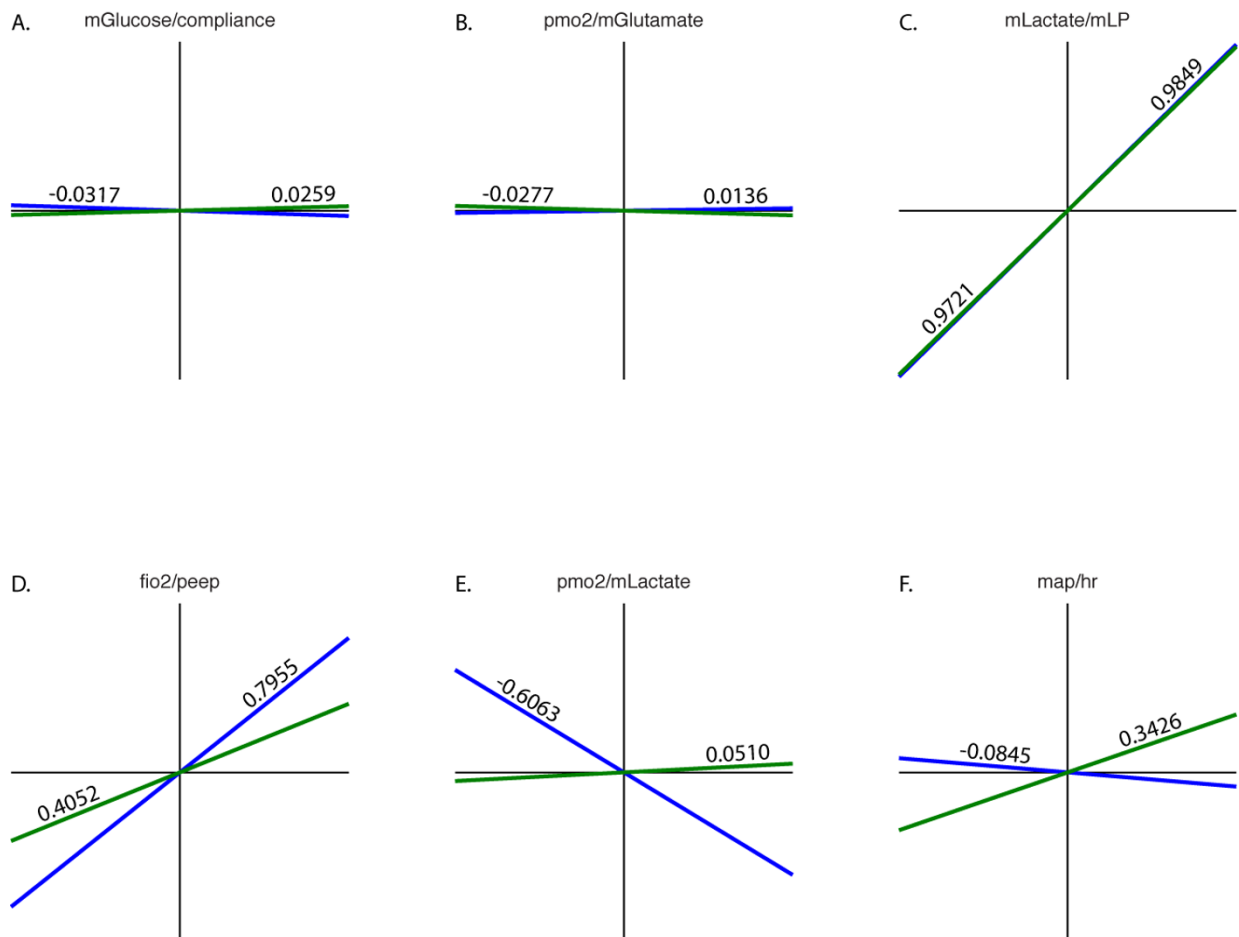 A. mGlucose/compliance
-0.0317 0.0259
B. pmo2/mGlutamate
-0.0277 0.0136
C. mLactate/mLP
0.9849
0.9721
D. fio2/peep
0.7955
0.4052
E. pmo2/mLactate
-0.6063
0.0510
F. map/hr
-0.0845 0.3426